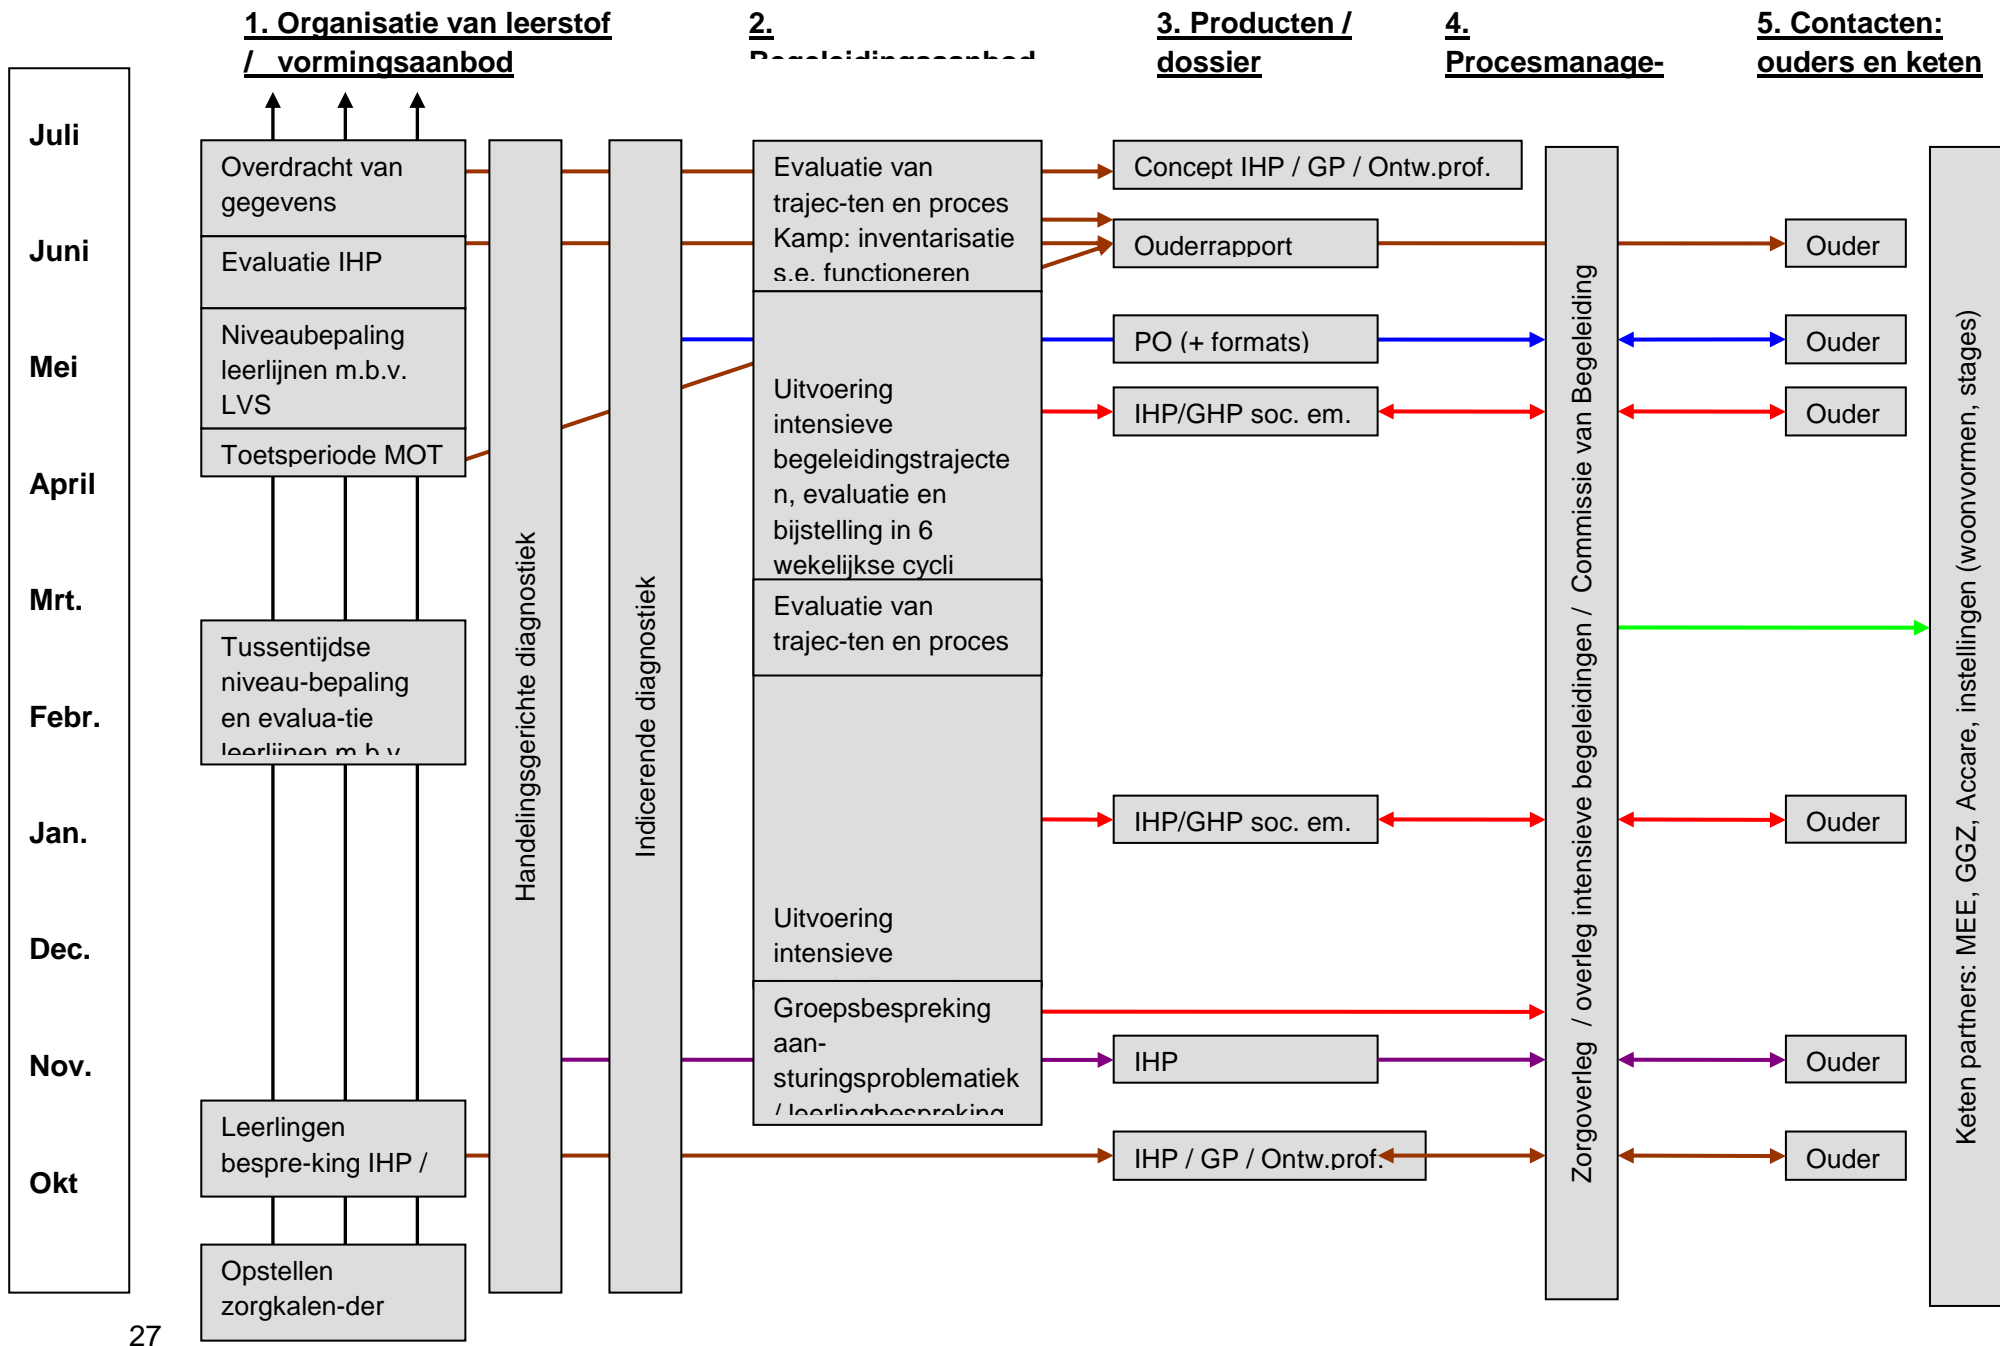 1. Organisatie van leerstof
/ vormingsaanbod
2.
Begeleidingsaanbod
3. Producten /
dossier
4.
Procesmanage-
5. Contacten:
ouders en keten
Juli
Juni
Mei
April
Mrt.
Febr.
Jan.
Dec.
Nov.
Okt
Overdracht van
gegevens
Evaluatie IHP
Niveaubepaling
leerlijnen m.b.v.
LVS
Toetsperiode MOT
Tussentijdse
niveau-bepaling
en evalua-tie
leerlijnen m.b.v.
Leerlingen
bespre-king IHP /
Opstellen
zorgkalen-der
Handelingsgerichte diagnostiek
Indicerende diagnostiek
Evaluatie van
trajec-ten en proces
Kamp: inventarisatie
s.e. functioneren
Uitvoering
intensieve
begeleidingstrajecte
n, evaluatie en
bijstelling in 6
wekelijkse cycli
Evaluatie van
trajec-ten en proces
Uitvoering
intensieve
Groepsbespreking
aan-
sturingsproblematiek
/ leerlingbespreking
Concept IHP / GP / Ontw.prof.
Ouderrapport
PO (+ formats)
IHP/GHP soc. em.
IHP/GHP soc. em.
IHP
IHP / GP / Ontw.prof.
Zorgoverleg / overleg intensieve begeleidingen / Commissie van Begeleiding
Ouder
Ouder
Ouder
Ouder
Ouder
Ouder
Keten partners: MEE, GGZ, Accare, instellingen (woonvormen, stages)
27